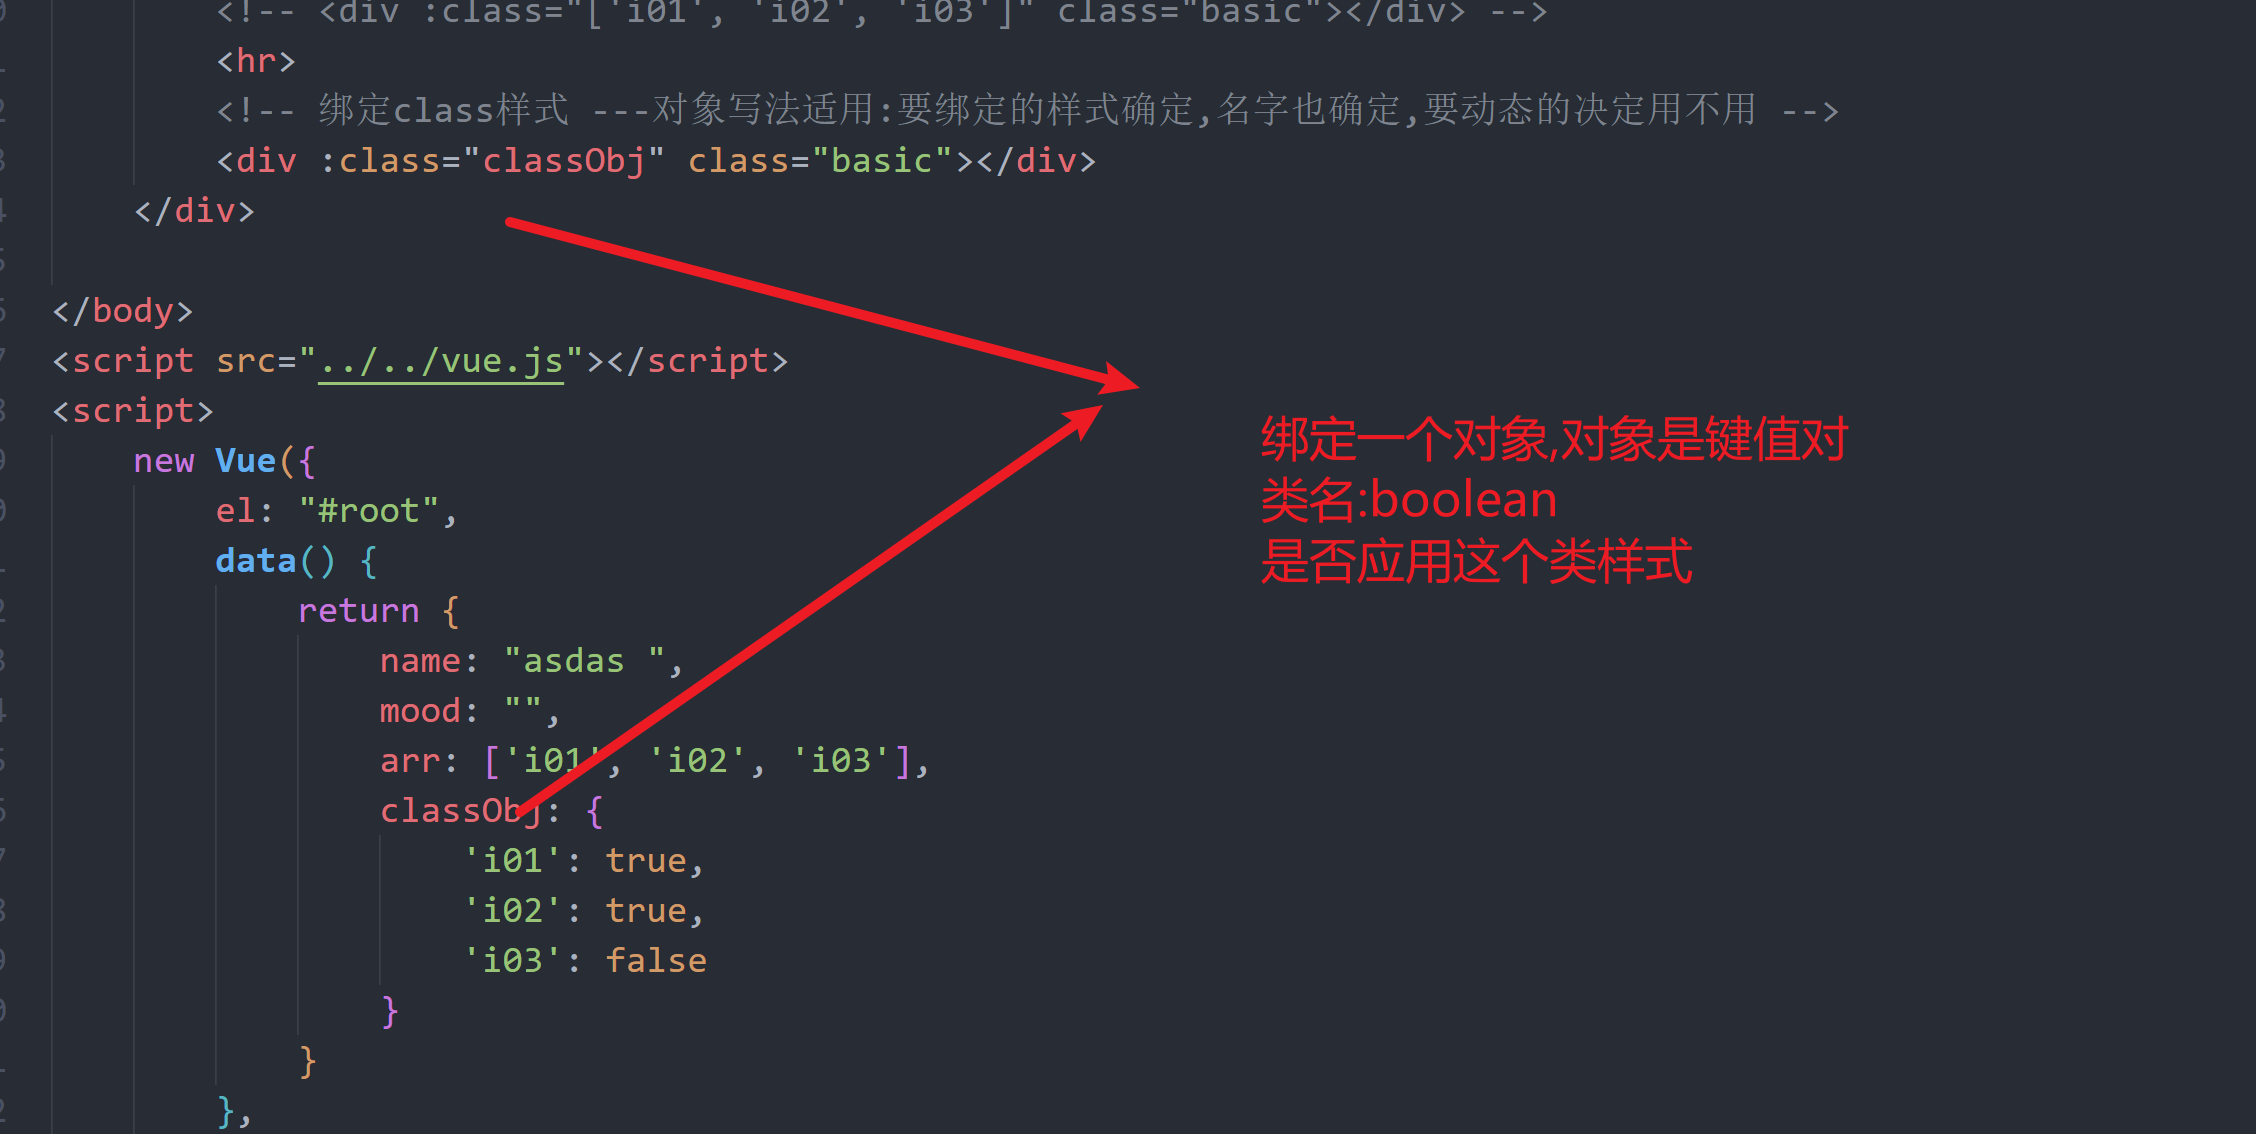 <!-- <div :class="['i01', 'i02', 'i03']" class="basic"></div> -->
<hr>
<!-- 绑定class样式 ---对象写法适用:要绑定的样式确定,名字也确定,要动态的决定用不用 -->
<div :class="classObj" class="basic"></div>
</div>
</body>
<script src="../../vue.js"></script>
<script>
new Vue({
el: "#root",
data() {
return {
name: "asdas ",
mood: "",
arr: ['i01', 'i02', 'i03'],
classObj: {
'i01': true,
'i02': true,
'i03': false
}
}
},
绑定一个对象,对象是键值对
类名:boolean
是否应用这个类样式